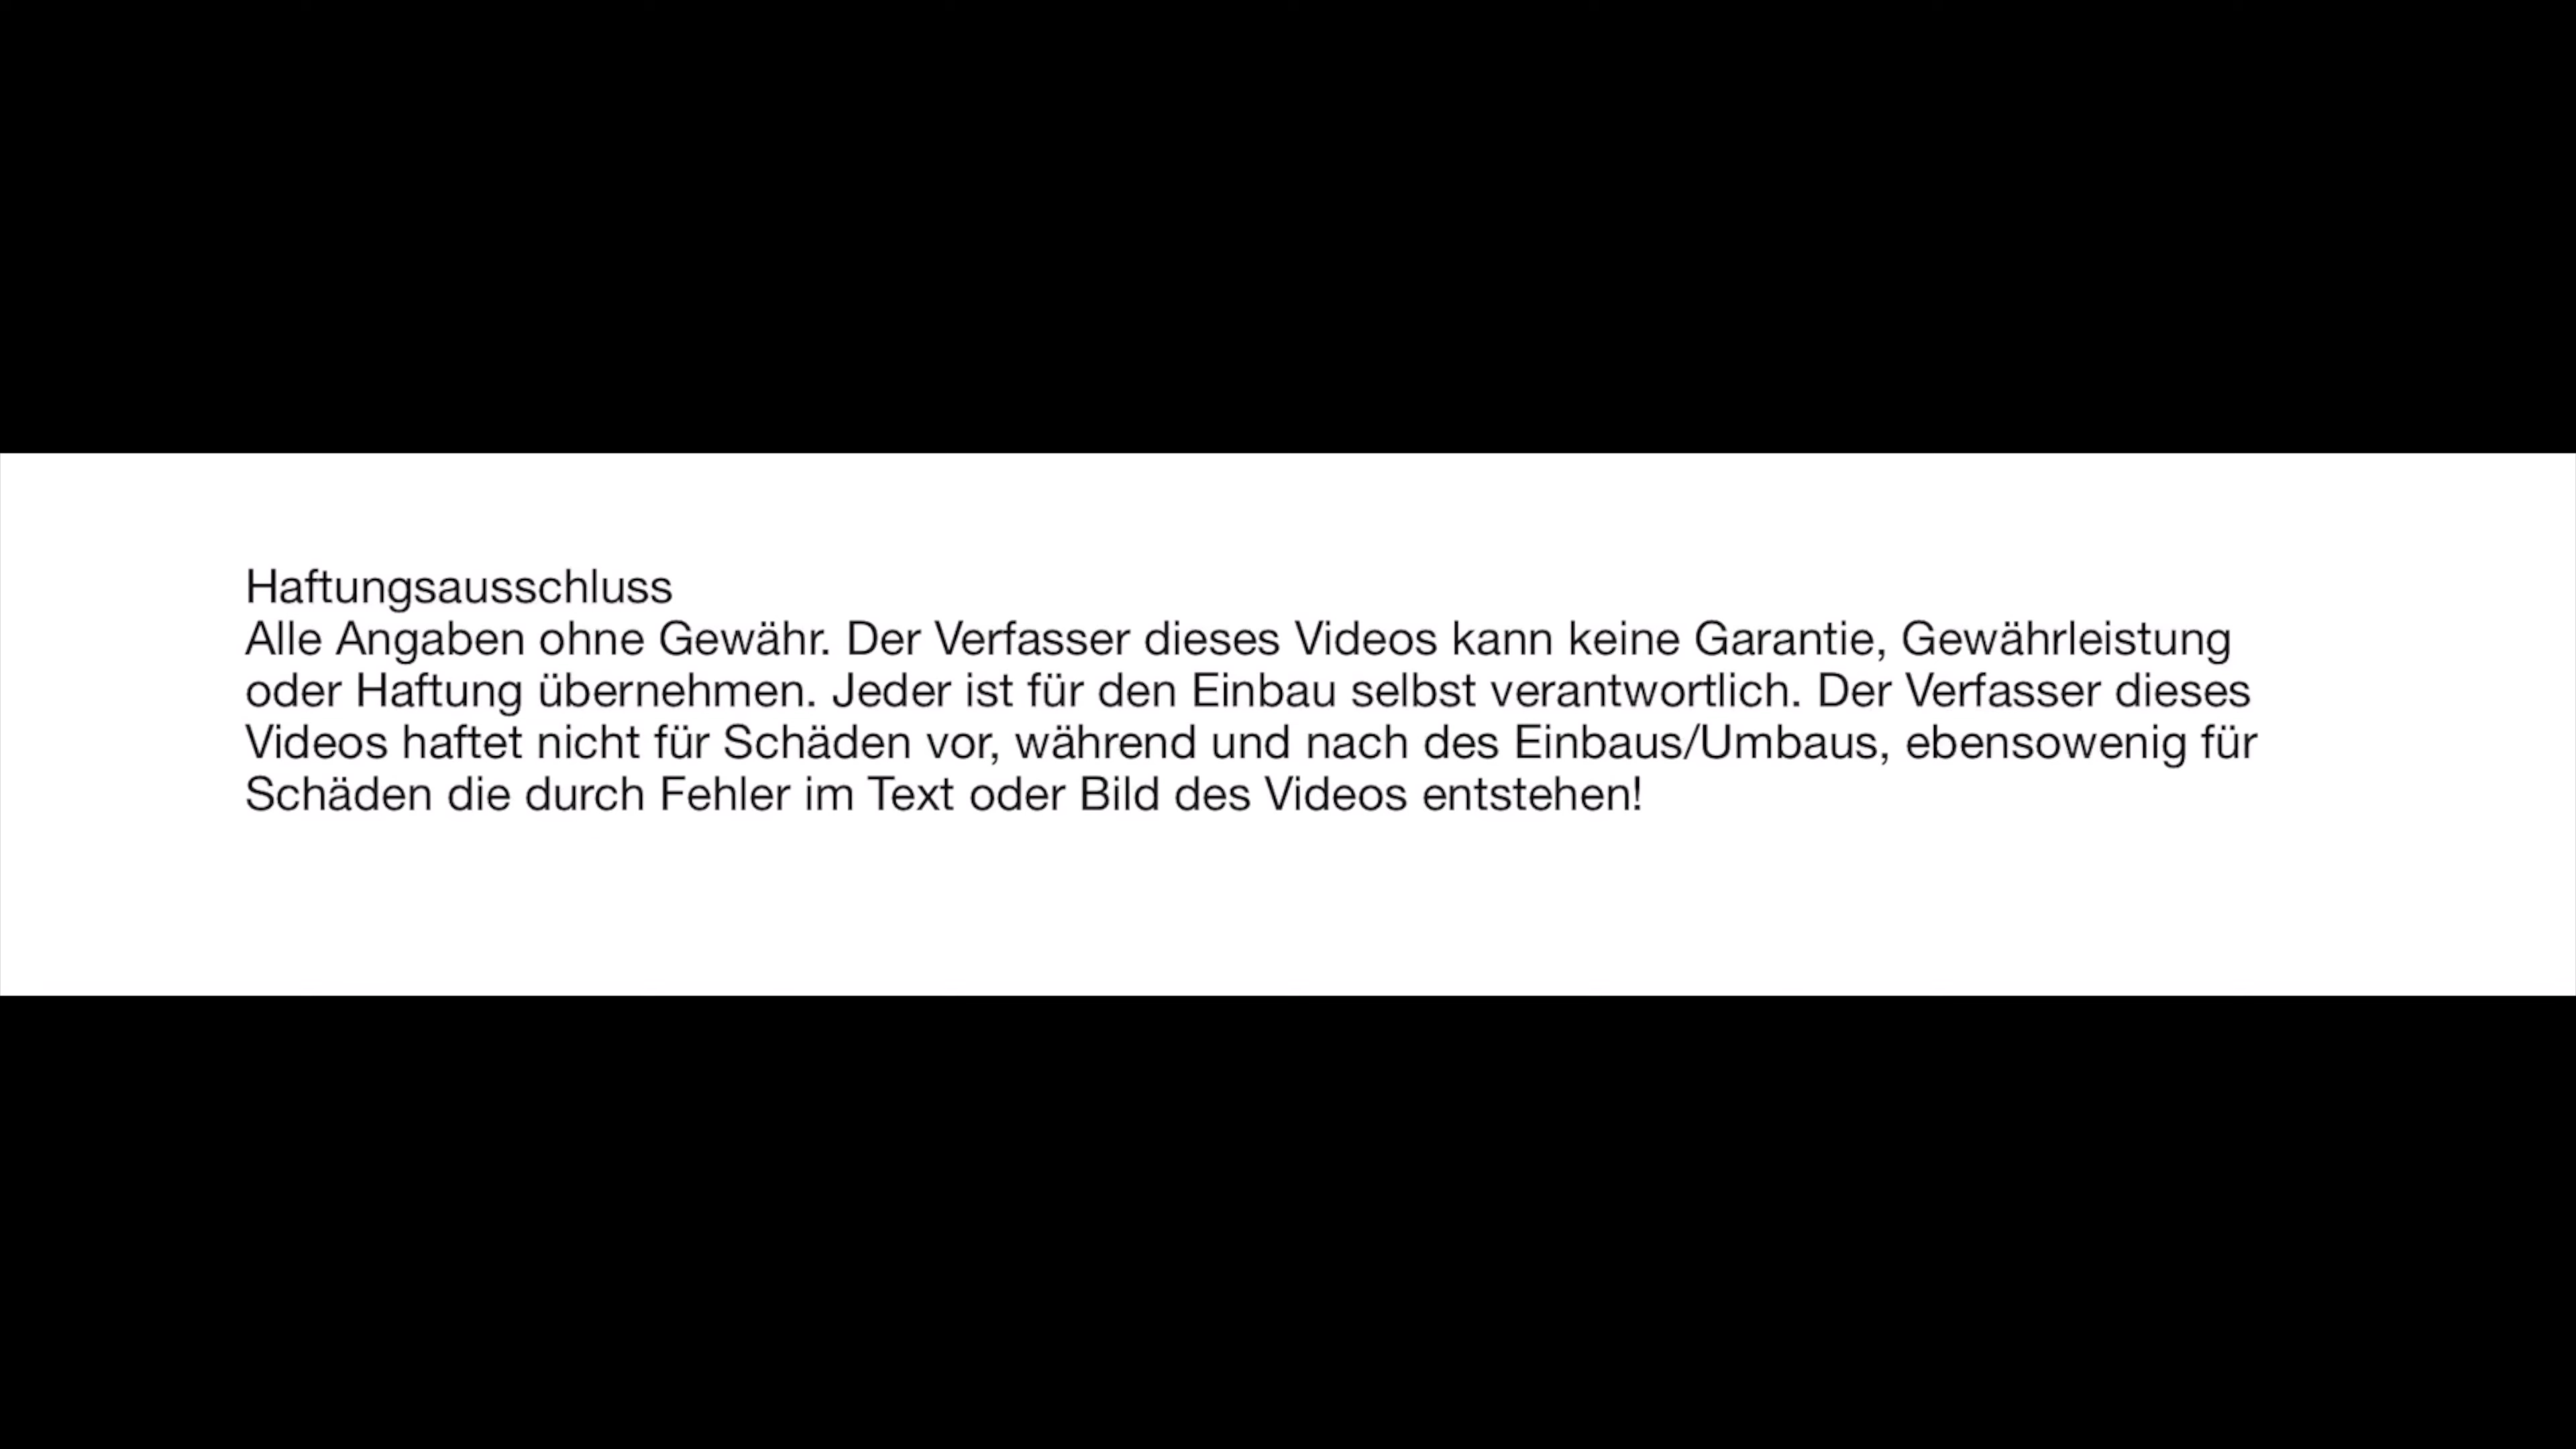 Haftungsausschluss
Alle Angaben ohne Gewähr. Der Verfasser dieses Videos kann keine Garantie, Gewährleistung
oder Haftung übernehmen. Jeder ist für den Einbau selbst verantwortlich. Der Verfasser dieses
Videos haftet nicht für Schäden vor, während und nach des Einbaus/Umbaus, ebensowenig für
Schäden die durch Fehler im Text oder Bild des Videos entstehen!